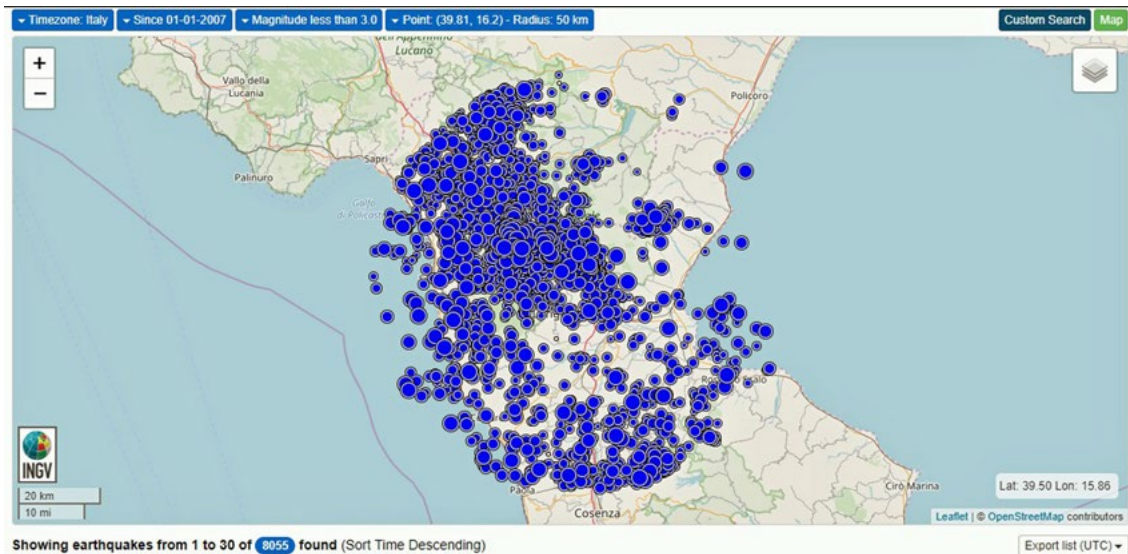 Timezone: Italy Since 01-01-2007 Magnitude less than 3.0 Point: (39.81, 16.2) - Radius: 50 km Custom Search Map
dell'Appennino
Lucano
+
−
Vallo della
Lucania
Policoro
Sapri
Palinuro
Golfo
di Policastro
INGV
20 km
10 mi
Paola
Cosenza
Cirò Marina
Lat: 39.50 Lon: 15.86
Leaflet | © OpenStreetMap contributors
Showing earthquakes from 1 to 30 of 8055 found (Sort Time Descending) Export list (UTC)